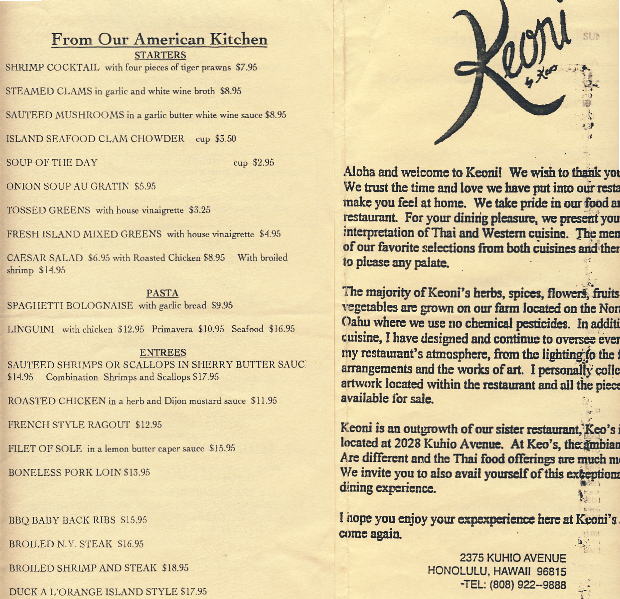 From Our American Kitchen
STARTERS
SHRIMP COCKTAIL with four pieces of tiger prawns $7.95
STEAMED CLAMS in garlic and white wine broth $8.95
SAUTEED MUSHROOMS in a garlic butter white wine sauce $8.95
ISLAND SEAFOOD CLAM CHOWDER cup $3.50
SOUP OF THE DAY cup $2.95
ONION SOUP AU GRATIN $5.95
TOSSED GREENS with house vinaigrette $3.25
FRESH ISLAND MIXED GREENS with house vinaigrette $4.95
CAESAR SALAD $6.95 with Roasted Chicken $8.95 With broiled
shrimp $14.95
PASTA
SPAGHETTI BOLOGNAISE with garlic bread $9.95
LINGUINI with chicken $12.95 Primavera $10.95 Seafood $16.95
ENTREES
SAUTEED SHRIMPS OR SCALLOPS IN SHERRY BUTTER SAUC
$14.95 Combination Shrimps and Scallops $17.95
ROASTED CHICKEN in a herb and Dijon mustard sauce $11.95
FRENCH STYLE RAGOUT $12.95
FILET OF SOLE in a lemon butter caper sauce $15.95
BONELESS PORK LOIN $13.95
BBQ BABY BACK RIBS $15.95
BROILED N.Y. STEAK $16.95
BROILED SHRIMP AND STEAK $18.95
DUCK A L'ORANGE ISLAND STYLE $17.95
Keoni
by Keo's
Aloha and welcome to Keoni! We wish to thank you
We trust the time and love we have put into our resta
make you feel at home. We take pride in our food a
restaurant. For your dining pleasure, we present you
interpretation of Thai and Western cuisine. The men
of our favorite selections from both cuisines and ther
to please any palate.
The majority of Keoni's herbs, spices, flowers, fruits
vegetables are grown on our farm located on the Nor
Oahu where we use no chemical pesticides. In additi
cuisine, I have designed and continue to oversee ever
my restaurant's atmosphere, from the lighting to the f
arrangements and the works of art. I personally colle
artwork located within the restaurant and all the piece
available for sale.
Keoni is an outgrowth of our sister restaurant, Keo's i
located at 2028 Kuhio Avenue. At Keo's, the ambian
Are different and the Thai food offerings are much mo
We invite you to also avail yourself of this exceptiona
dining experience.
I hope you enjoy your expexperience here at Keoni's
come again.
2375 KUHIO AVENUE
HONOLULU, HAWAII 96815
-TEL: (808) 922-9888